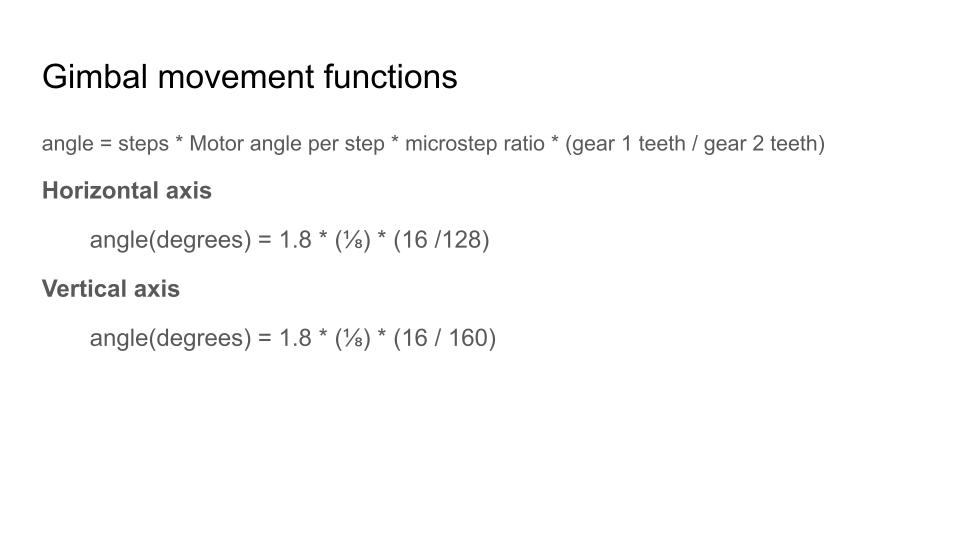 Gimbal movement functions
angle = steps * Motor angle per step * microstep ratio * (gear 1 teeth / gear 2 teeth)
Horizontal axis
angle(degrees) = 1.8 * (⅛) * (16 /128)
Vertical axis
angle(degrees) = 1.8 * (⅛) * (16 / 160)